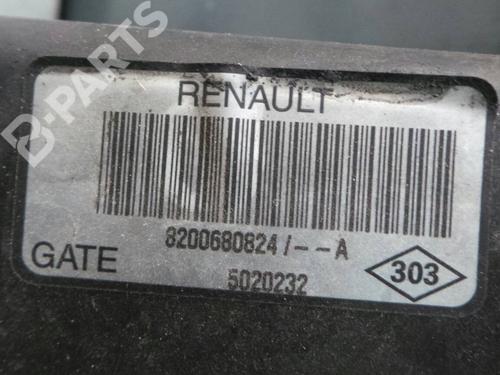 B-PARTS
RENAULT
8200680824/--A
GATE
303
5020232